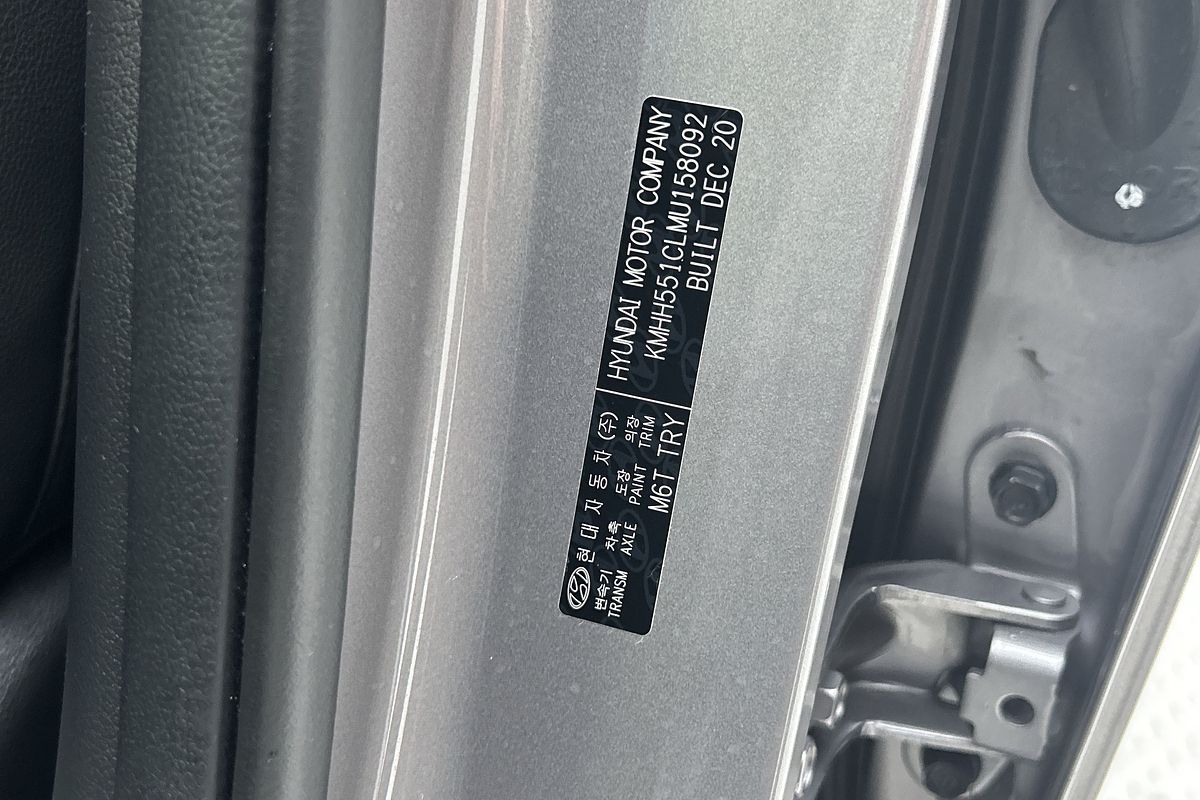 현대자동차(주)
변속기 차축 도장 의장
TRANSM AXLE PAINT TRIM
M6T TRY
HYUNDAI MOTOR COMPANY
KMHH551CLMU158092
BUILT DEC 20